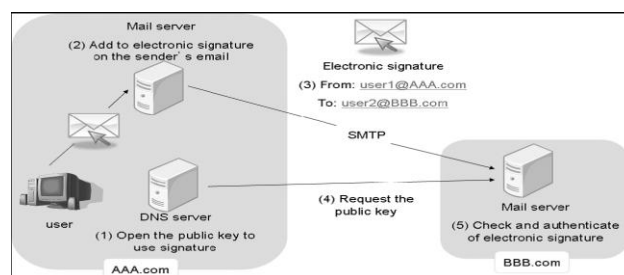 Mail server
(2) Add to electronic signature
on the sender's email
Electronic signature
(3) From: user1@AAA.com
To: user2@BBB.com
SMTP
user
DNS server
(1) Open the public key to
use signature
AAA.com
(4) Request the
public key
Mail server
(5) Check and authenticate
of electronic signature
BBB.com